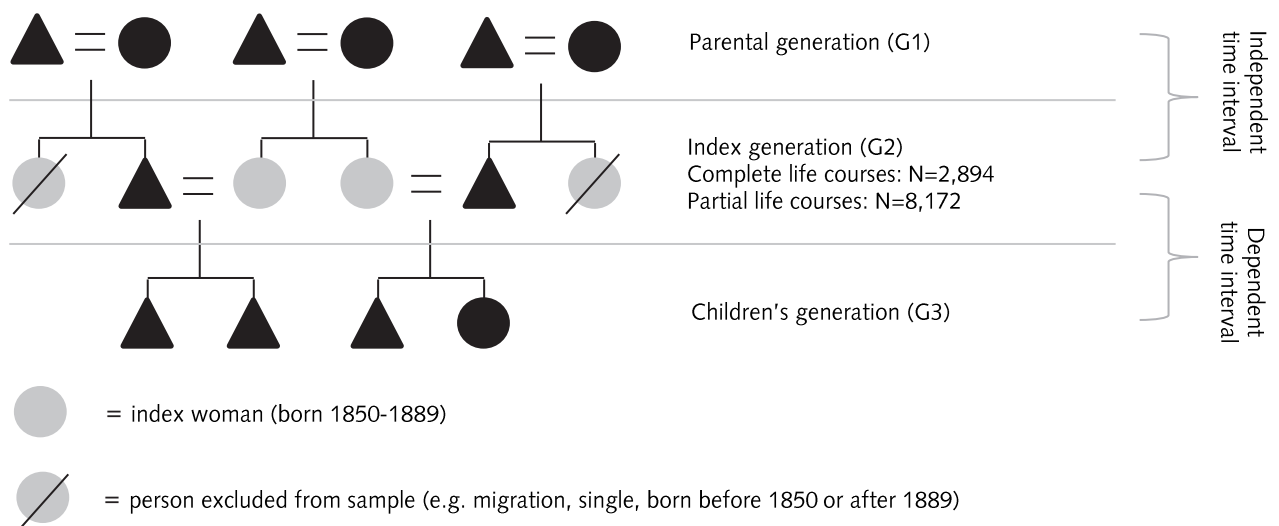 Parental generation (G1)
Independent
time interval
Index generation (G2)
Complete life courses: N=2,894
Partial life courses: N=8,172
Dependent
time interval
Children's generation (G3)
= index woman (born 1850-1889)
= person excluded from sample (e.g. migration, single, born before 1850 or after 1889)